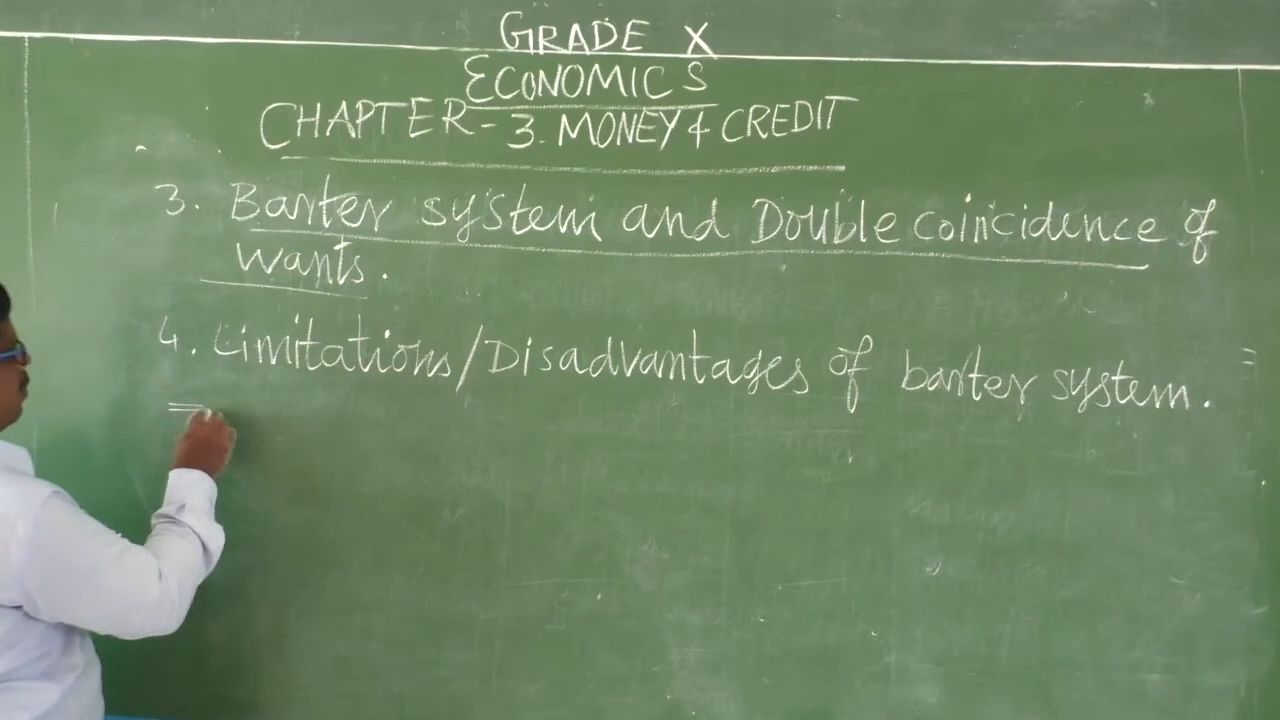 GRADE X
ECONOMICS
CHAPTER-3. MONEY & CREDIT
3. Barter system and Double coincidence of
wants.
4. Limitations/Disadvantages of barter system.